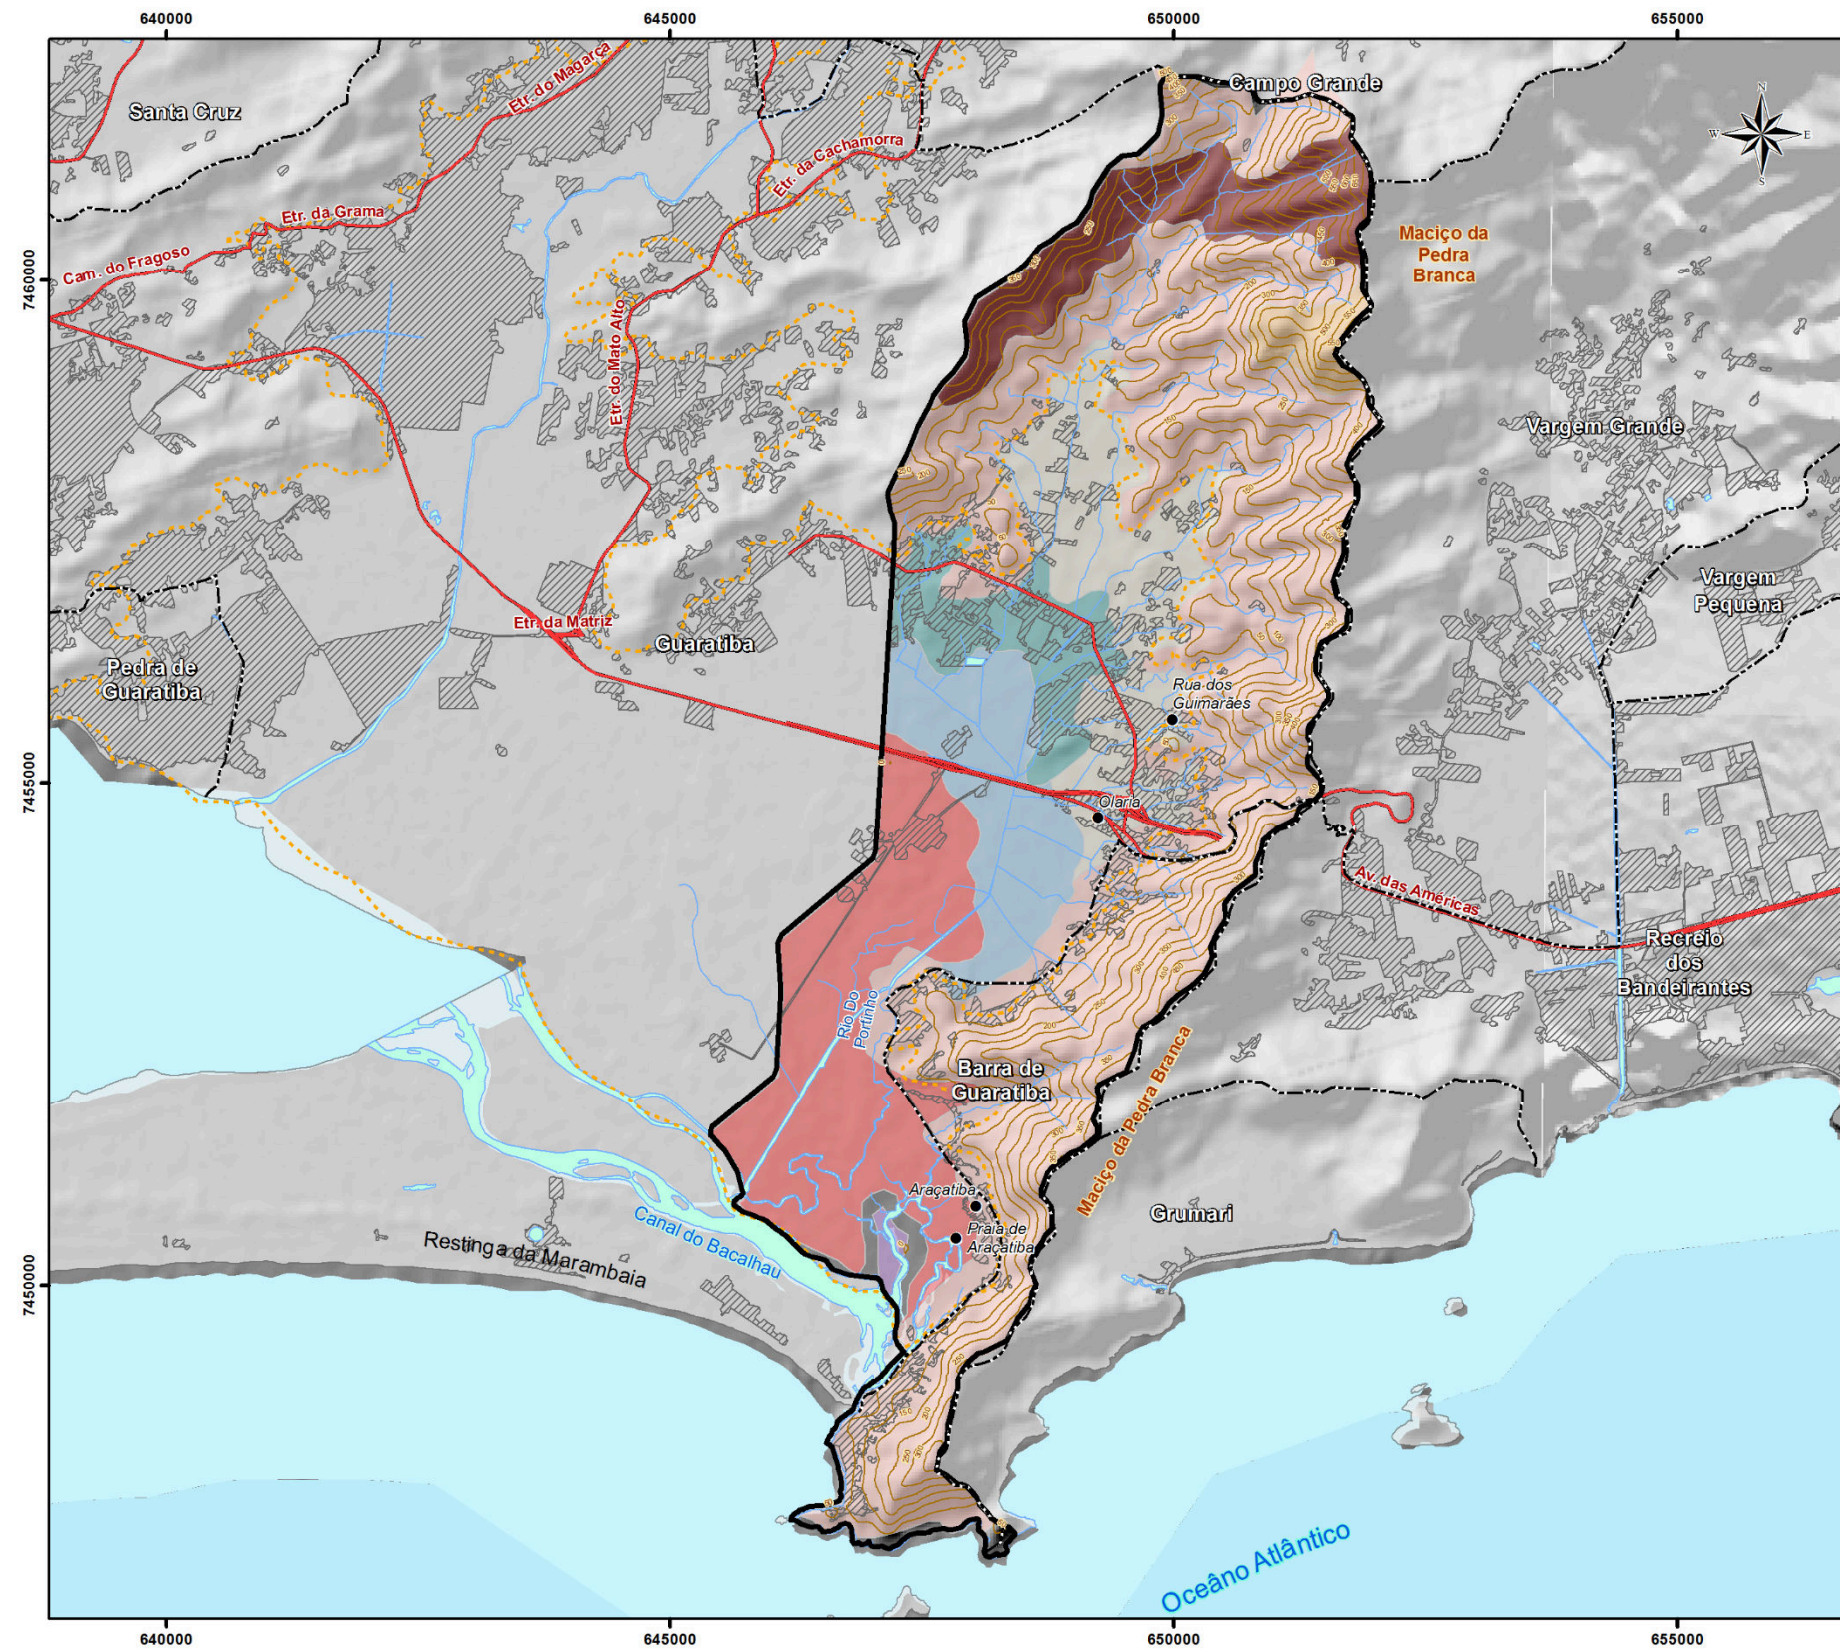 640000
645000
650000
655000
Campo Grande
Santa Cruz
Etr. do Magarça
N
W
E
S
Etr. da Cachamorra
Etr. da Grama
Cam. do Fragoso
Maciço da
Pedra
Branca
7460000
Etr. do Mato Alto
Vargem Grande
Vargem
Pequena
Etr. da Matriz
Guaratiba
Pedra de
Guaratiba
Rua dos
Guimarães
7455000
Olaria
Av. das Américas
Recreio
dos
Bandeirantes
Rio Do
Portinho
Barra de
Guaratiba
Maciço da Pedra Branca
Araçatiba
Praia de
Araçatiba
Grumari
Canal do Bacalhau
Restinga da Marambaia
7450000
Oceâno Atlântico
640000
645000
650000
655000